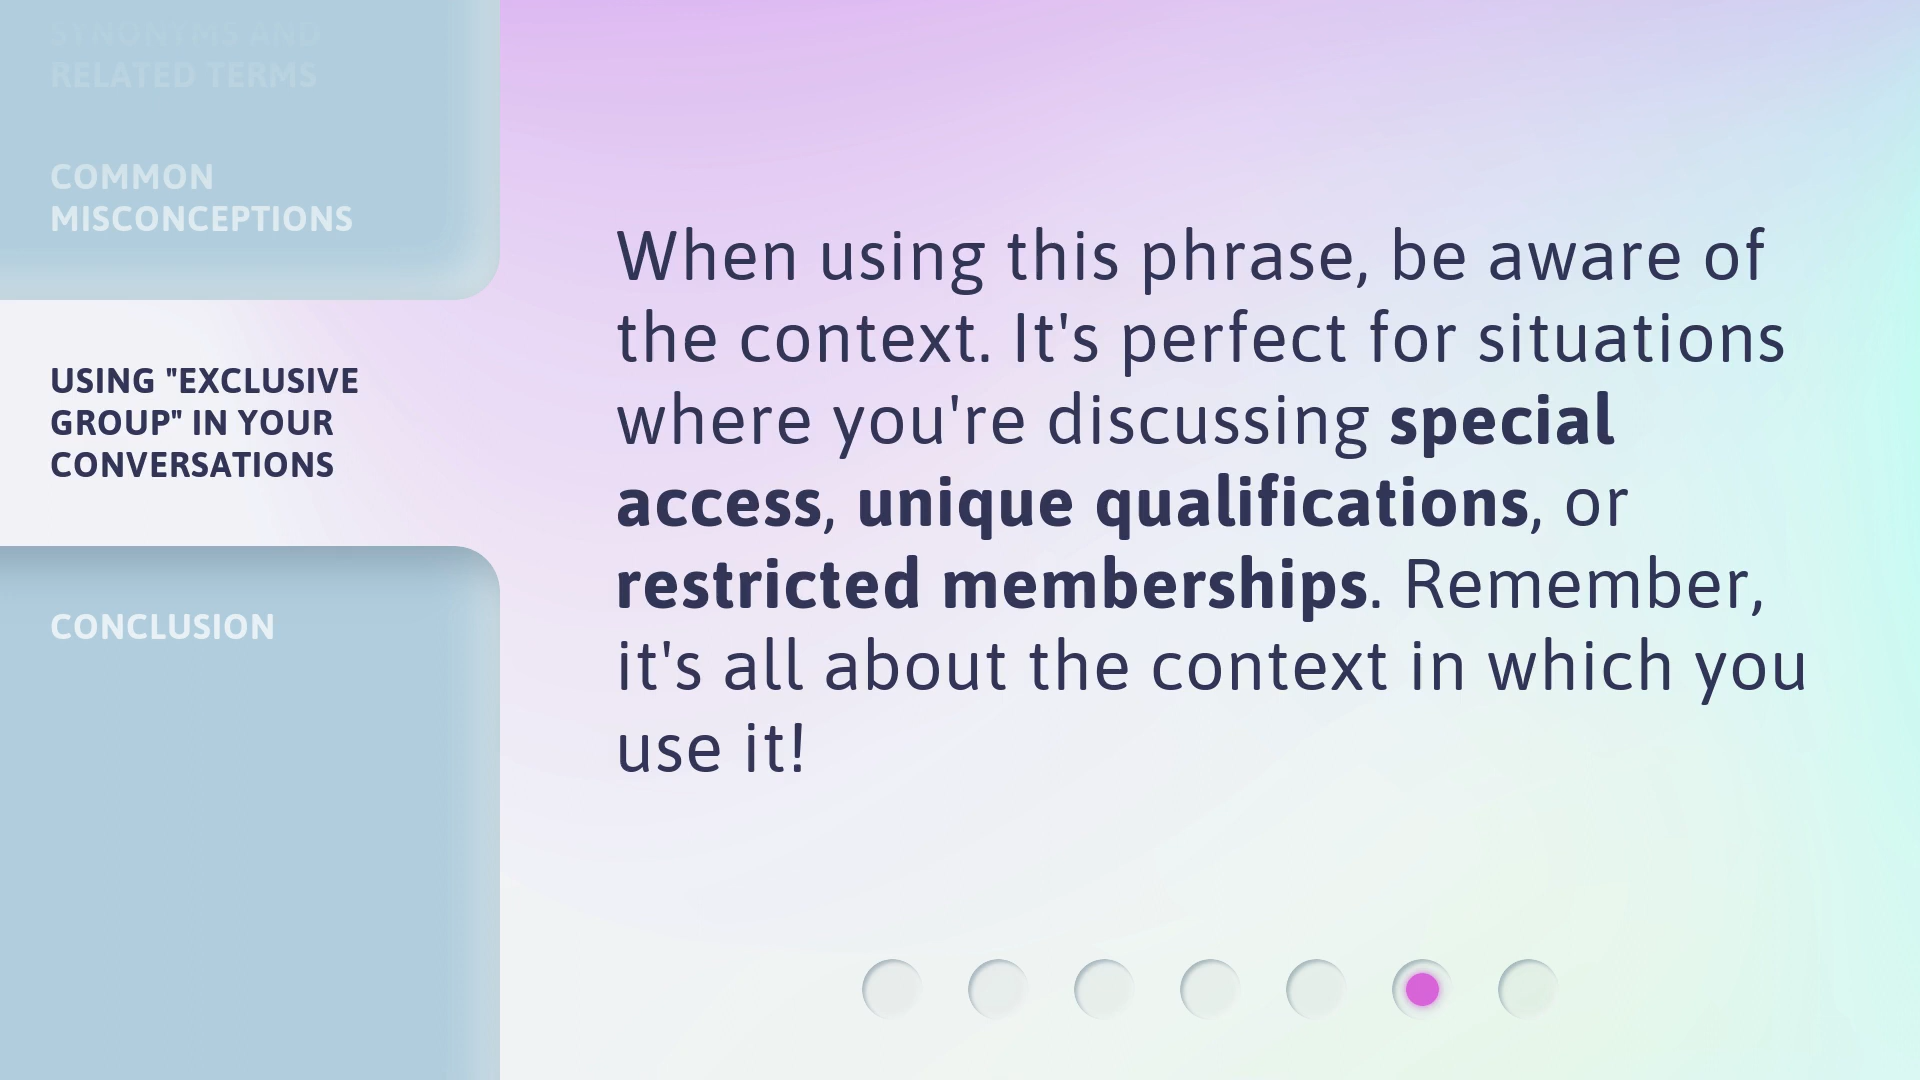 SYNONYMS AND
RELATED TERMS
COMMON
MISCONCEPTIONS
USING "EXCLUSIVE
GROUP" IN YOUR
CONVERSATIONS
CONCLUSION
When using this phrase, be aware of
the context. It's perfect for situations
where you're discussing special
access, unique qualifications, or
restricted memberships. Remember,
it's all about the context in which you
use it!